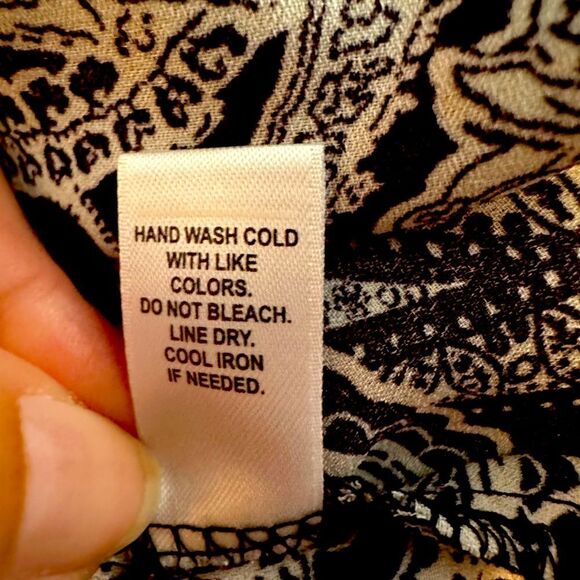 HAND WASH COLD
WITH LIKE
COLORS.
DO NOT BLEACH.
LINE DRY.
COOL IRON
IF NEEDED.